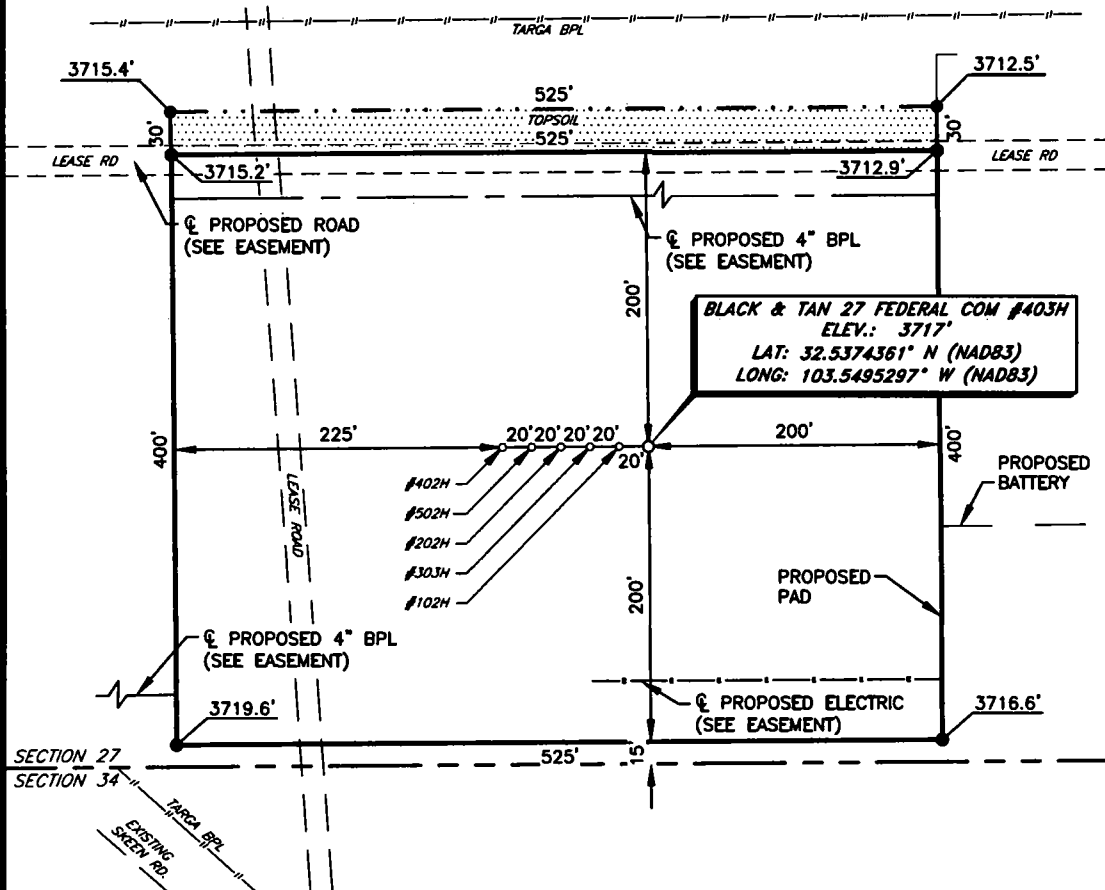 TARGA BPL
3715.4'
3712.5'
525'
TOPSOIL
30'
30'
525'
LEASE RD
LEASE RD
3715.2'
3712.9'
℄ PROPOSED ROAD
(SEE EASEMENT)
℄ PROPOSED 4" BPL
(SEE EASEMENT)
200'
BLACK & TAN 27 FEDERAL COM #403H
ELEV.: 3717'
LAT: 32.5374361° N (NAD83)
LONG: 103.5495297° W (NAD83)
225'
20' 20' 20' 20'
20'
200'
400'
400'
LEASE ROAD
#402H
#502H
#202H
#303H
#102H
PROPOSED
BATTERY
PROPOSED
PAD
200'
℄ PROPOSED 4" BPL
(SEE EASEMENT)
℄ PROPOSED ELECTRIC
(SEE EASEMENT)
3719.6'
3716.6'
525'
15'
SECTION 27
SECTION 34
TARGA BPL
EXISTING
SKEEN RD.